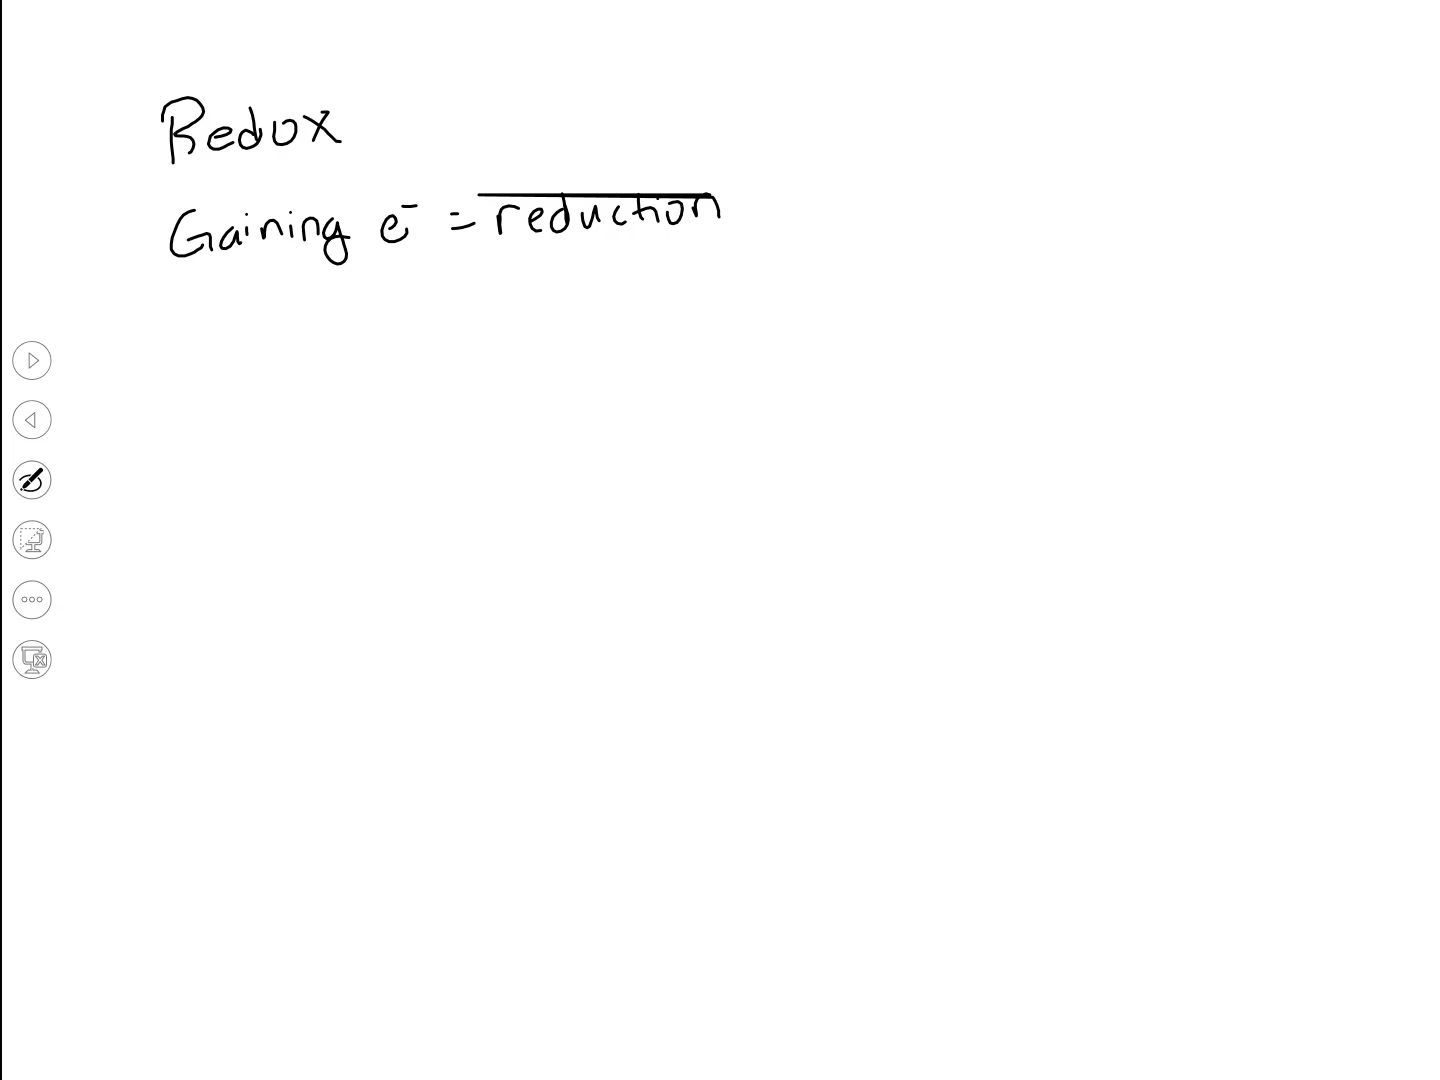 Redox
Gaining e⁻ = reduction